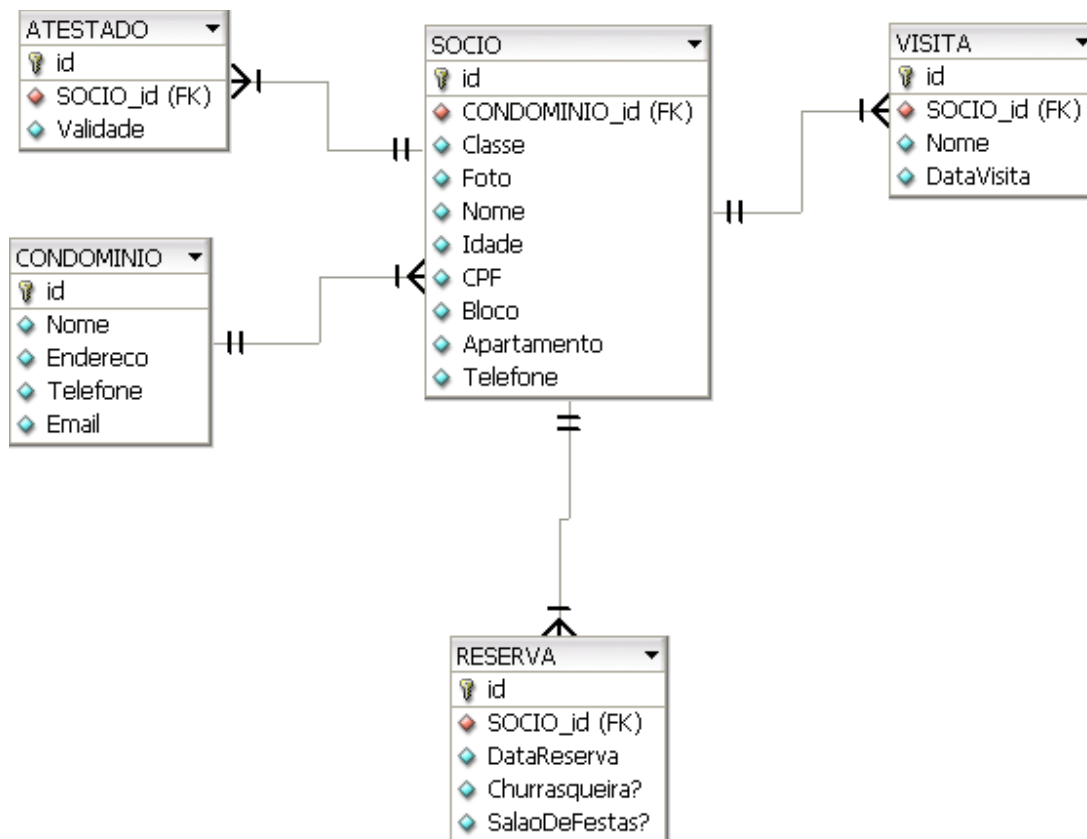 ATESTADO
id
SOCIO_id (FK)
Validade
SOCIO
id
CONDOMINIO_id (FK)
Classe
Foto
Nome
Idade
CPF
Bloco
Apartamento
Telefone
VISITA
id
SOCIO_id (FK)
Nome
DataVisita
CONDOMINIO
id
Nome
Endereco
Telefone
Email
RESERVA
id
SOCIO_id (FK)
DataReserva
Churrasqueira?
SalaoDeFestas?